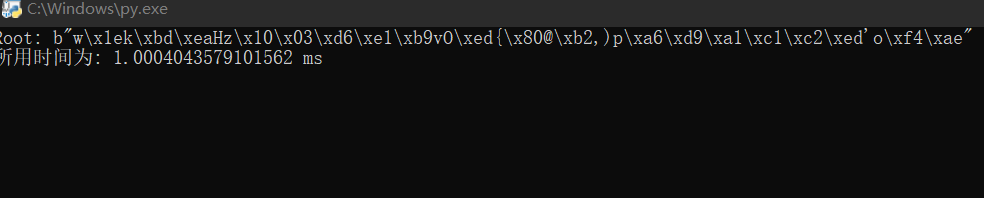 C:\Windows\py.exe
Root: b"w\x1ek\xbd\xeaHz\x10\x03\xd6\xe1\xb9vO\xed{\x80@\xb2,)p\xa6\xd9\xa1\xc1\xc2\xed'o\xf4\xae"
所用时间为: 1.0004043579101562 ms